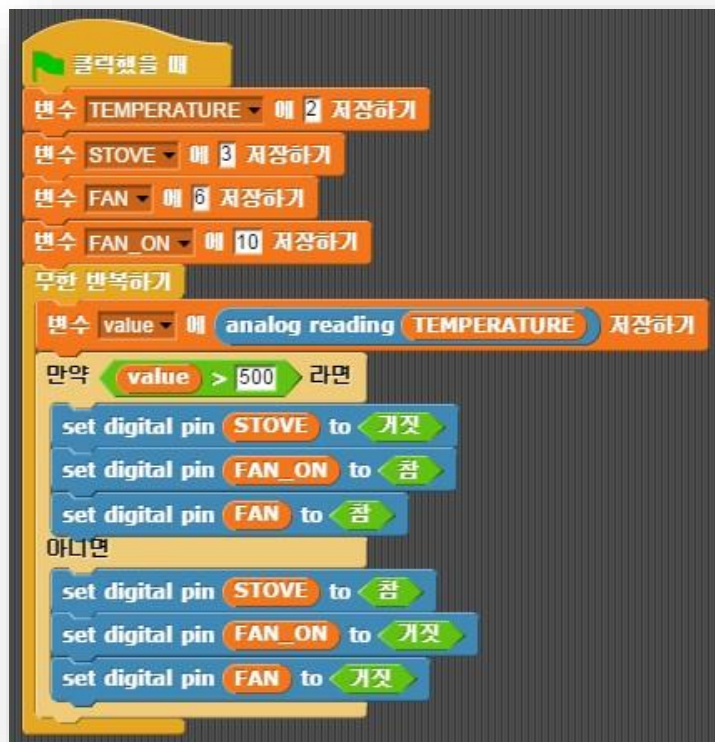 클릭했을 때
변수 TEMPERATURE 에 2 저장하기
변수 STOVE 에 3 저장하기
변수 FAN 에 6 저장하기
변수 FAN_ON 에 10 저장하기
무한 반복하기
변수 value 에 analog reading TEMPERATURE 저장하기
만약 value > 500 라면
set digital pin STOVE to 거짓
set digital pin FAN_ON to 참
set digital pin FAN to 참
아니면
set digital pin STOVE to 참
set digital pin FAN_ON to 거짓
set digital pin FAN to 거짓